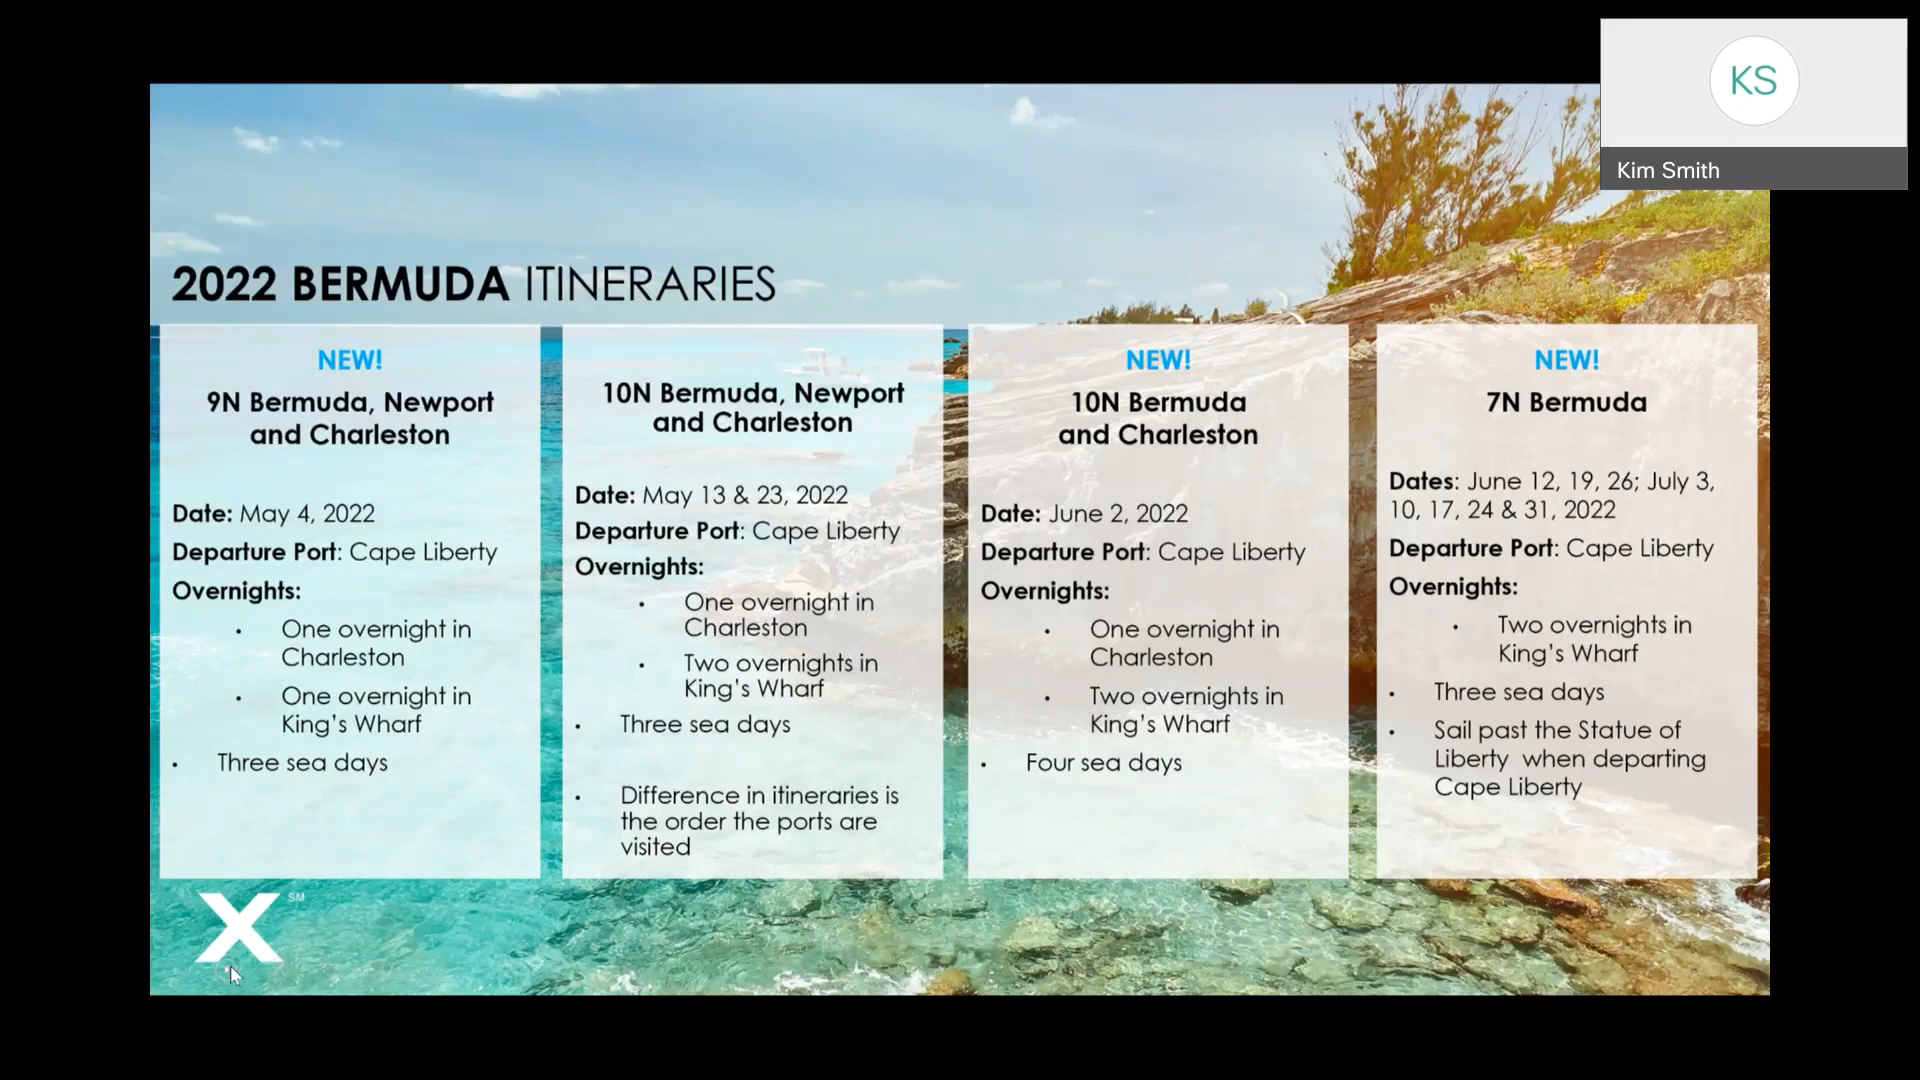 KS
Kim Smith
2022 BERMUDA ITINERARIES
NEW!
9N Bermuda, Newport
and Charleston
Date: May 4, 2022
Departure Port: Cape Liberty
Overnights:
• One overnight in
Charleston
• One overnight in
King's Wharf
• Three sea days
10N Bermuda, Newport
and Charleston
Date: May 13 & 23, 2022
Departure Port: Cape Liberty
Overnights:
• One overnight in
Charleston
• Two overnights in
King's Wharf
• Three sea days
• Difference in itineraries is
the order the ports are
visited
NEW!
10N Bermuda
and Charleston
Date: June 2, 2022
Departure Port: Cape Liberty
Overnights:
• One overnight in
Charleston
• Two overnights in
King's Wharf
• Four sea days
NEW!
7N Bermuda
Dates: June 12, 19, 26; July 3,
10, 17, 24 & 31, 2022
Departure Port: Cape Liberty
Overnights:
• Two overnights in
King's Wharf
• Three sea days
• Sail past the Statue of
Liberty when departing
Cape Liberty
X SM